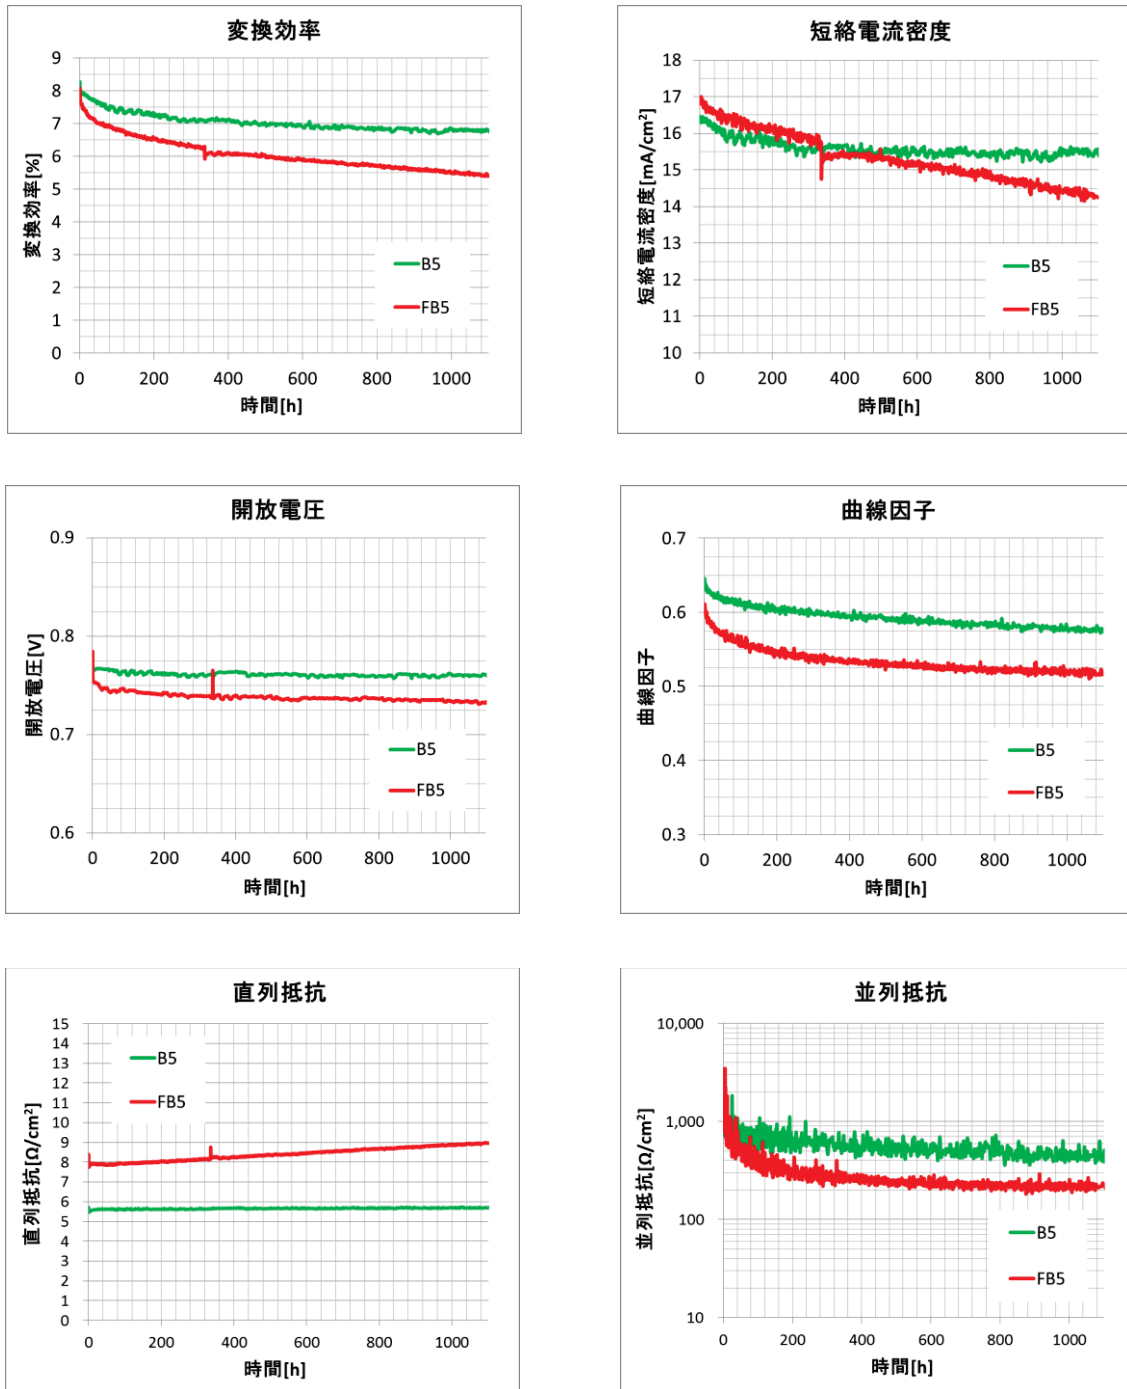 変換効率
9
8
7
6
5
4
3
2
1
0
変換効率[%]
B5
FB5
0 200 400 600 800 1000
時間[h]
短絡電流密度
18
17
16
15
14
13
12
11
10
短絡電流密度[mA/cm²]
B5
FB5
0 200 400 600 800 1000
時間[h]
開放電圧
0.9
0.8
0.7
0.6
開放電圧[V]
B5
FB5
0 200 400 600 800 1000
時間[h]
曲線因子
0.7
0.6
0.5
0.4
0.3
曲線因子
B5
FB5
0 200 400 600 800 1000
時間[h]
直列抵抗
15
14
13
12
11
10
9
8
7
6
5
4
3
2
1
0
直列抵抗[Ω/cm²]
B5
FB5
0 200 400 600 800 1000
時間[h]
並列抵抗
10,000
1,000
100
10
並列抵抗[Ω/cm²]
B5
FB5
0 200 400 600 800 1000
時間[h]